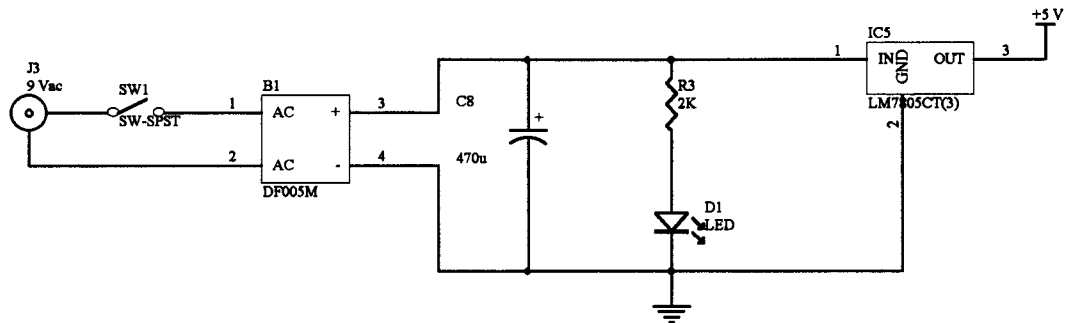 +5 V
IC5
1
IN
GND
OUT
3
LM7805CT(3)
2
J3
9 Vac
SW1
SW-SPST
B1
1
AC
+
3
2
AC
-
4
DF005M
C8
+
470u
R3
2K
D1
LED